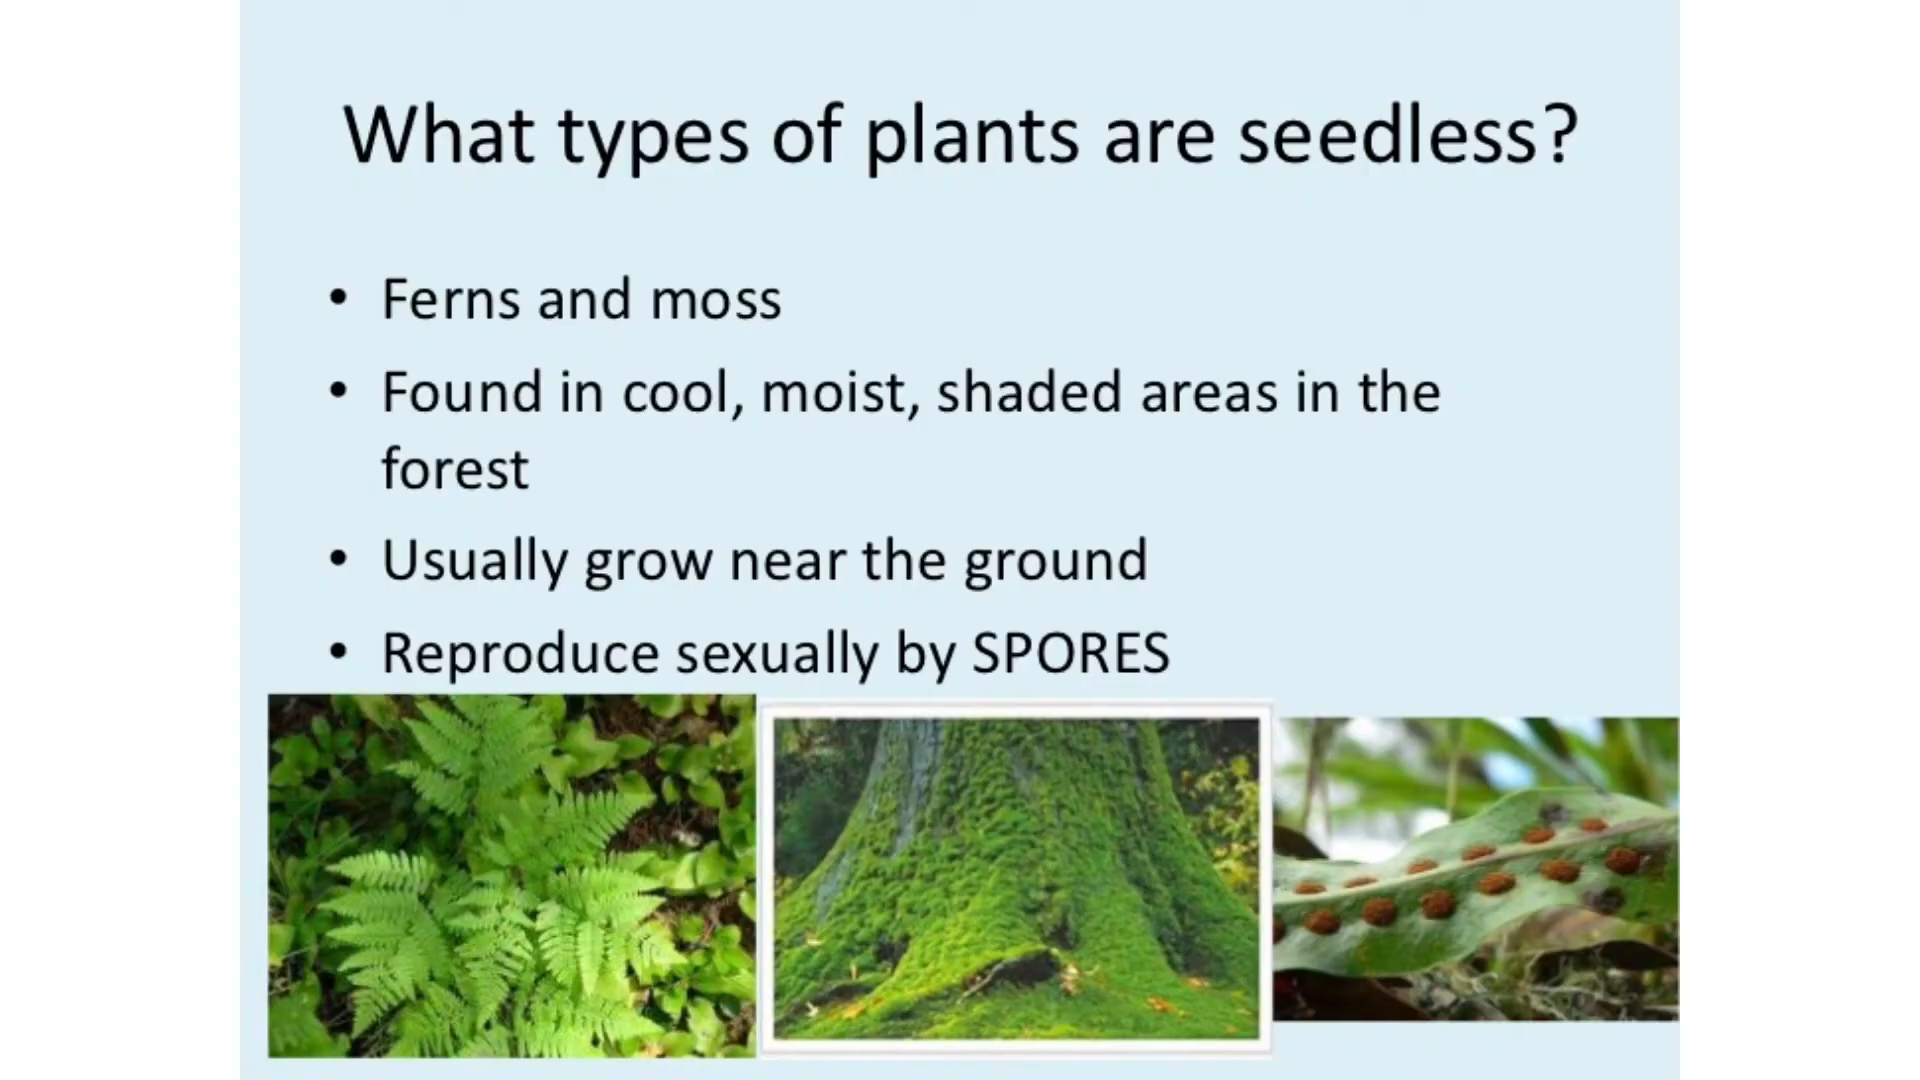 What types of plants are seedless?
• Ferns and moss
• Found in cool, moist, shaded areas in the
forest
• Usually grow near the ground
• Reproduce sexually by SPORES